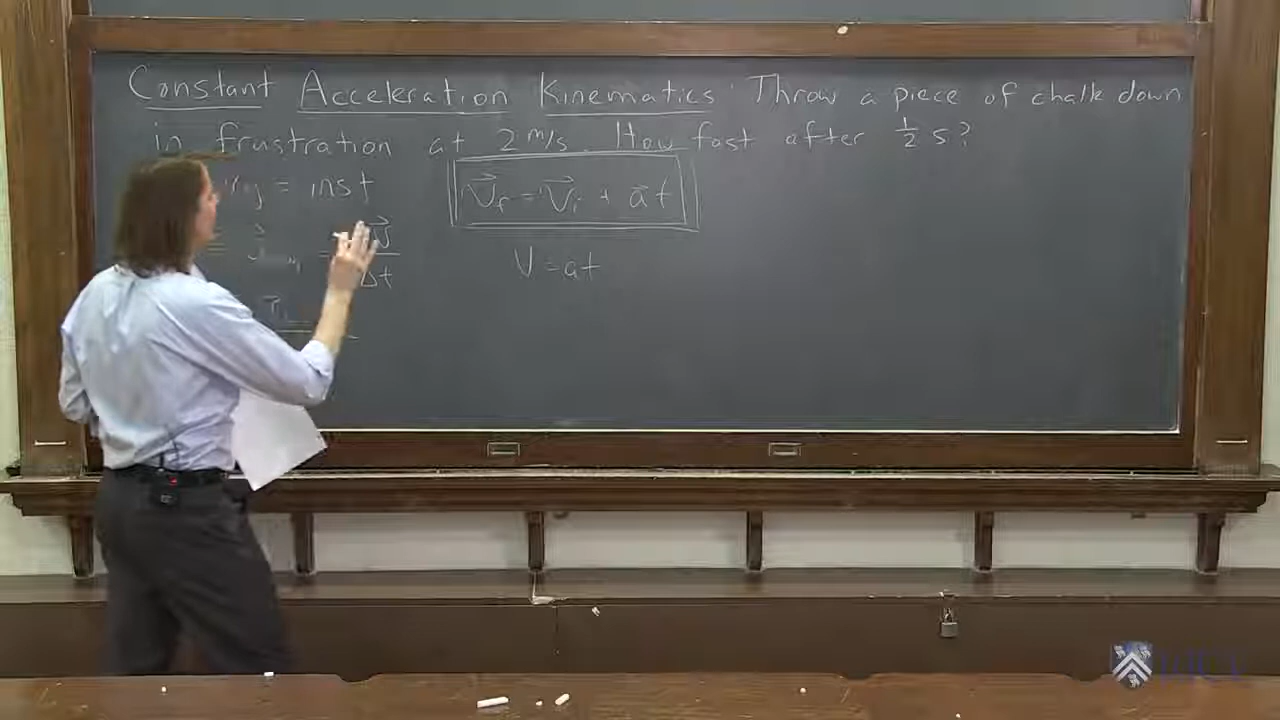 Constant Acceleration Kinematics Throw a piece of chalk down
in frustration at 2 m/s. How fast after 1/2 s?
= inst
v⃗f = v⃗i + a⃗t
Δt
V = at